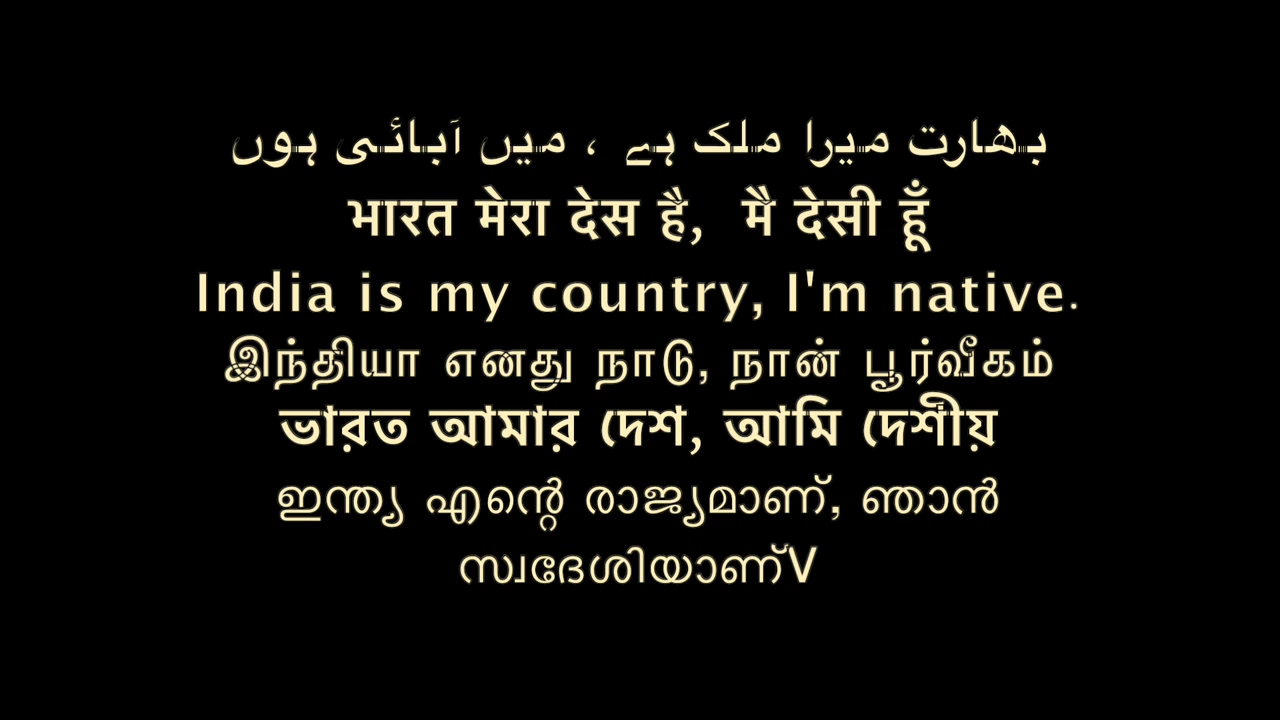 بھارت میرا ملک ہے ، میں آبائی ہوں
भारत मेरा देस है, मै देसी हूँ
India is my country, I'm native.
இந்தியா எனது நாடு, நான் பூர்வீகம்
ভারত আমার দেশ, আমি দেশীয়
ഇന്ത്യ എന്റെ രാജ്യമാണ്, ഞാൻ
സ്വദേശിയാണ്V